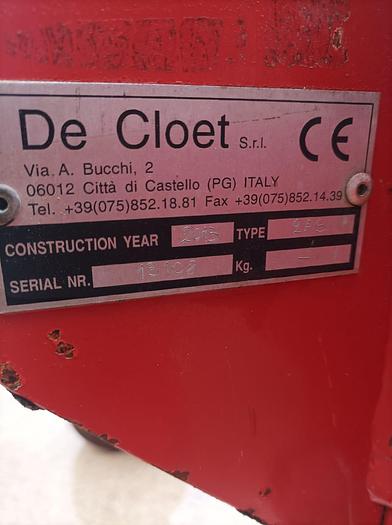 De Cloet S.r.l. CE
Via A. Bucchi, 2
06012 Città di Castello (PG) ITALY
Tel. +39(075)852.18.81 Fax +39(075)852.14.39
CONSTRUCTION YEAR 2013 TYPE
SERIAL NR. Kg. -